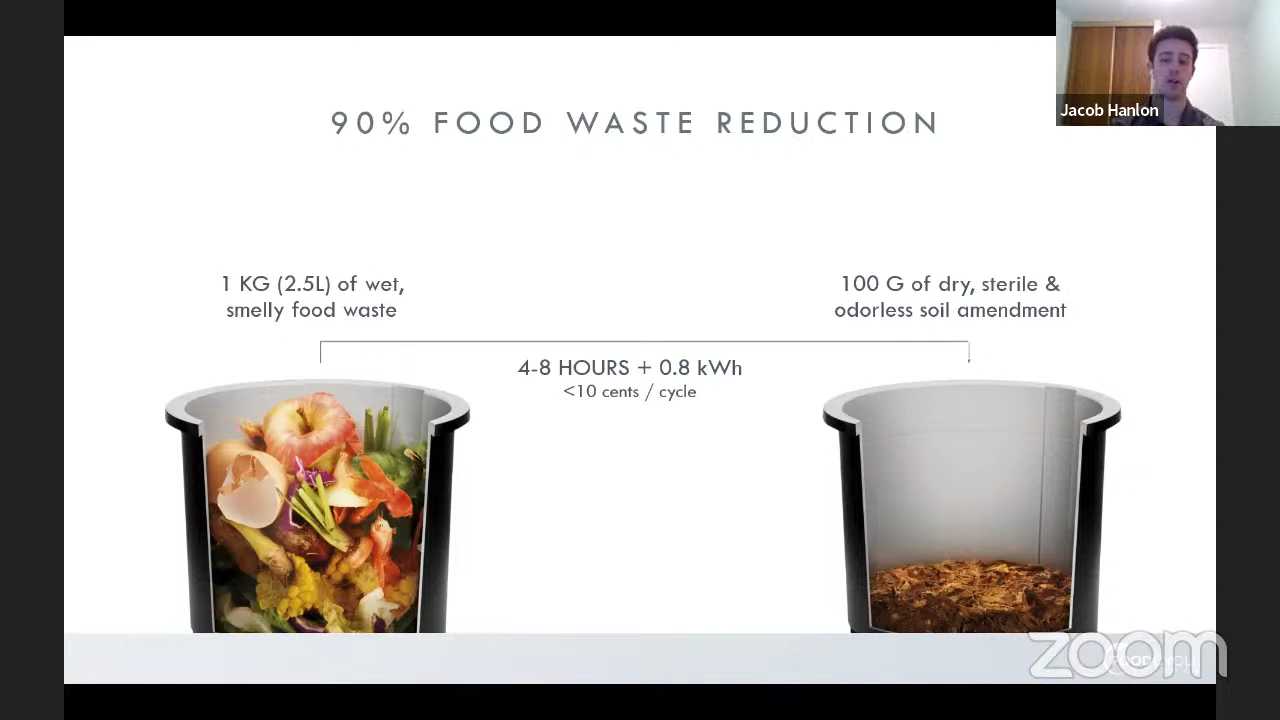 Jacob Hanlon
90% FOOD WASTE REDUCTION
1 KG (2.5L) of wet,
smelly food waste
100 G of dry, sterile &
odorless soil amendment
4-8 HOURS + 0.8 kWh
<10 cents / cycle
zoom
FOODCYCLE